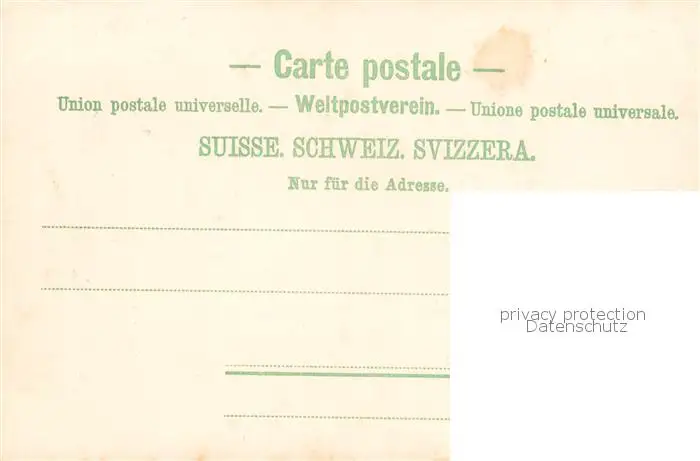 — Carte postale —
Union postale universelle. — Weltpostverein. — Unione postale universale.
SUISSE. SCHWEIZ. SVIZZERA.
Nur für die Adresse.
privacy protection
Datenschutz